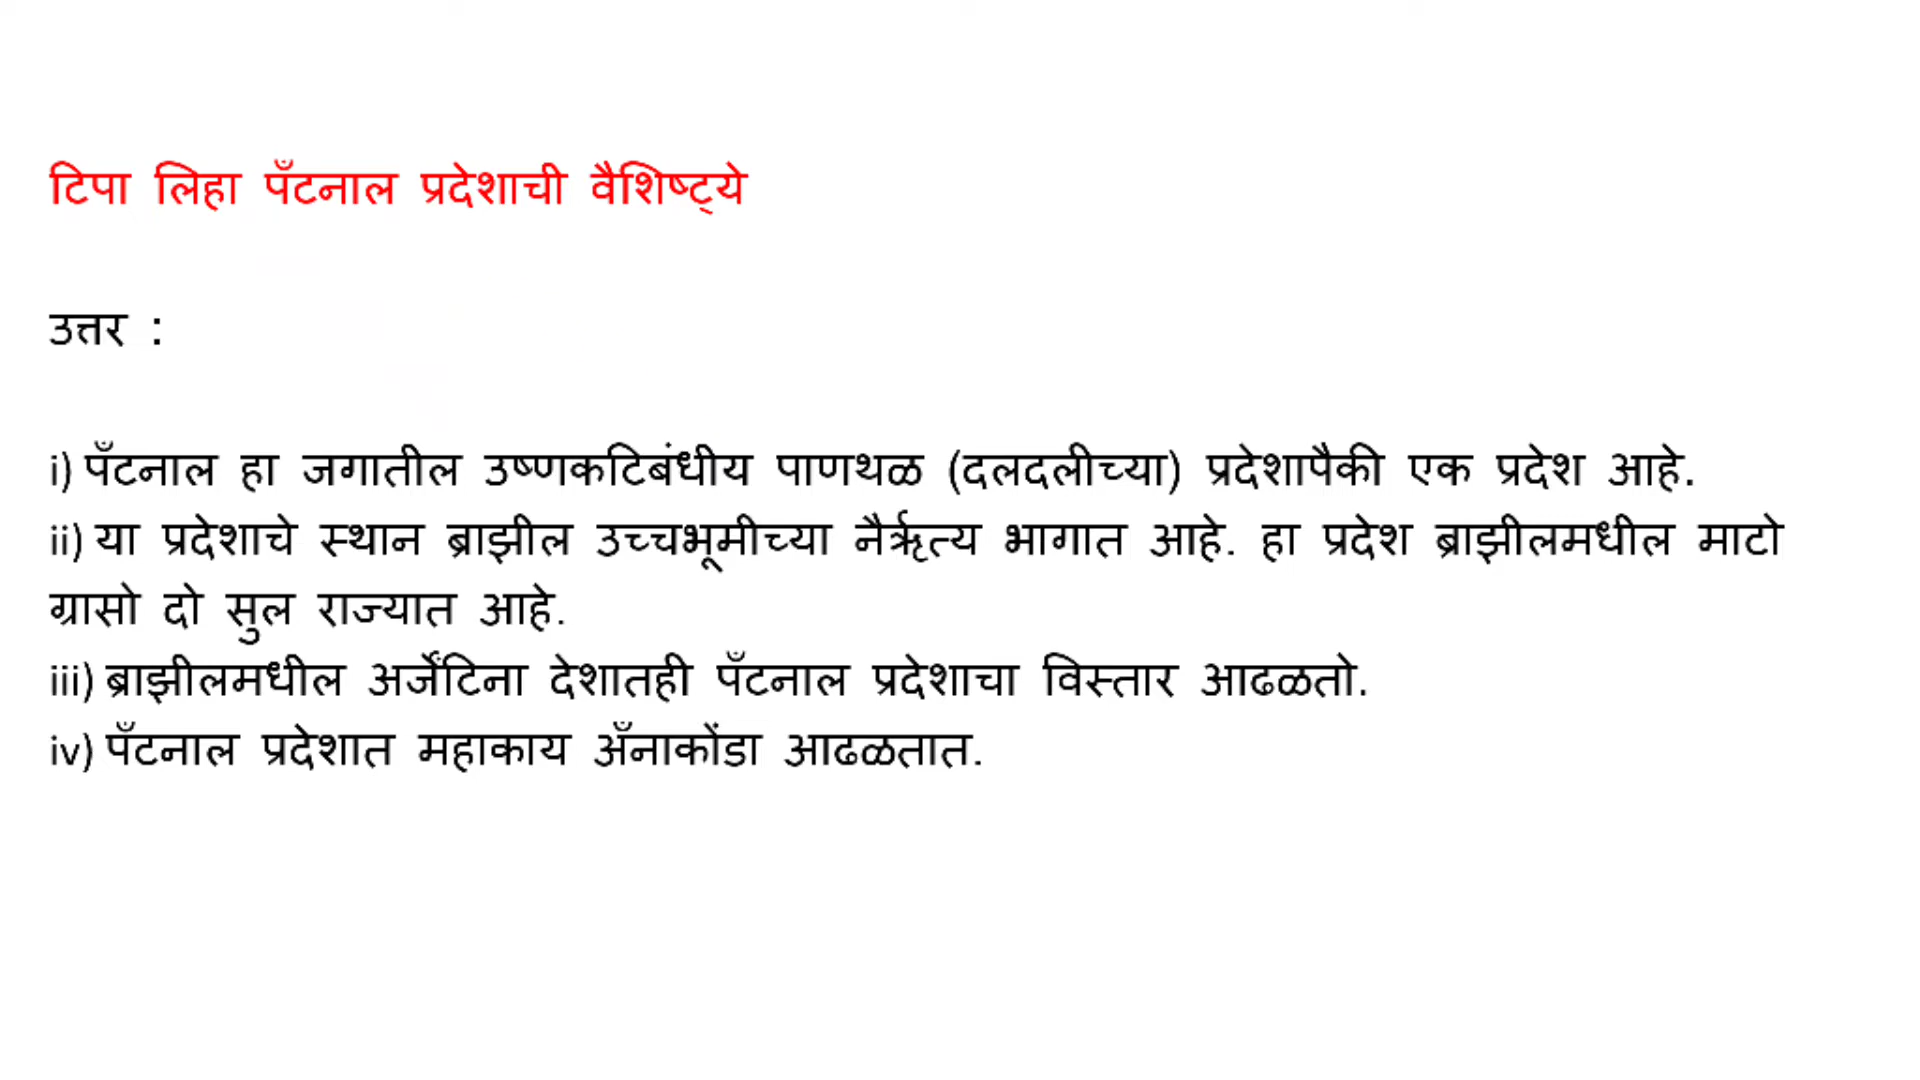 टिपा लिहा पँटनाल प्रदेशाची वैशिष्ट्ये
उत्तर :
i) पँटनाल हा जगातील उष्णकटिबंधीय पाणथळ (दलदलीच्या) प्रदेशापैकी एक प्रदेश आहे.
ii) या प्रदेशाचे स्थान ब्राझील उच्चभूमीच्या नैर्ऋत्य भागात आहे. हा प्रदेश ब्राझीलमधील माटो
ग्रासो दो सुल राज्यात आहे.
iii) ब्राझीलमधील अर्जेंटिना देशातही पँटनाल प्रदेशाचा विस्तार आढळतो.
iv) पँटनाल प्रदेशात महाकाय अँनाकोंडा आढळतात.